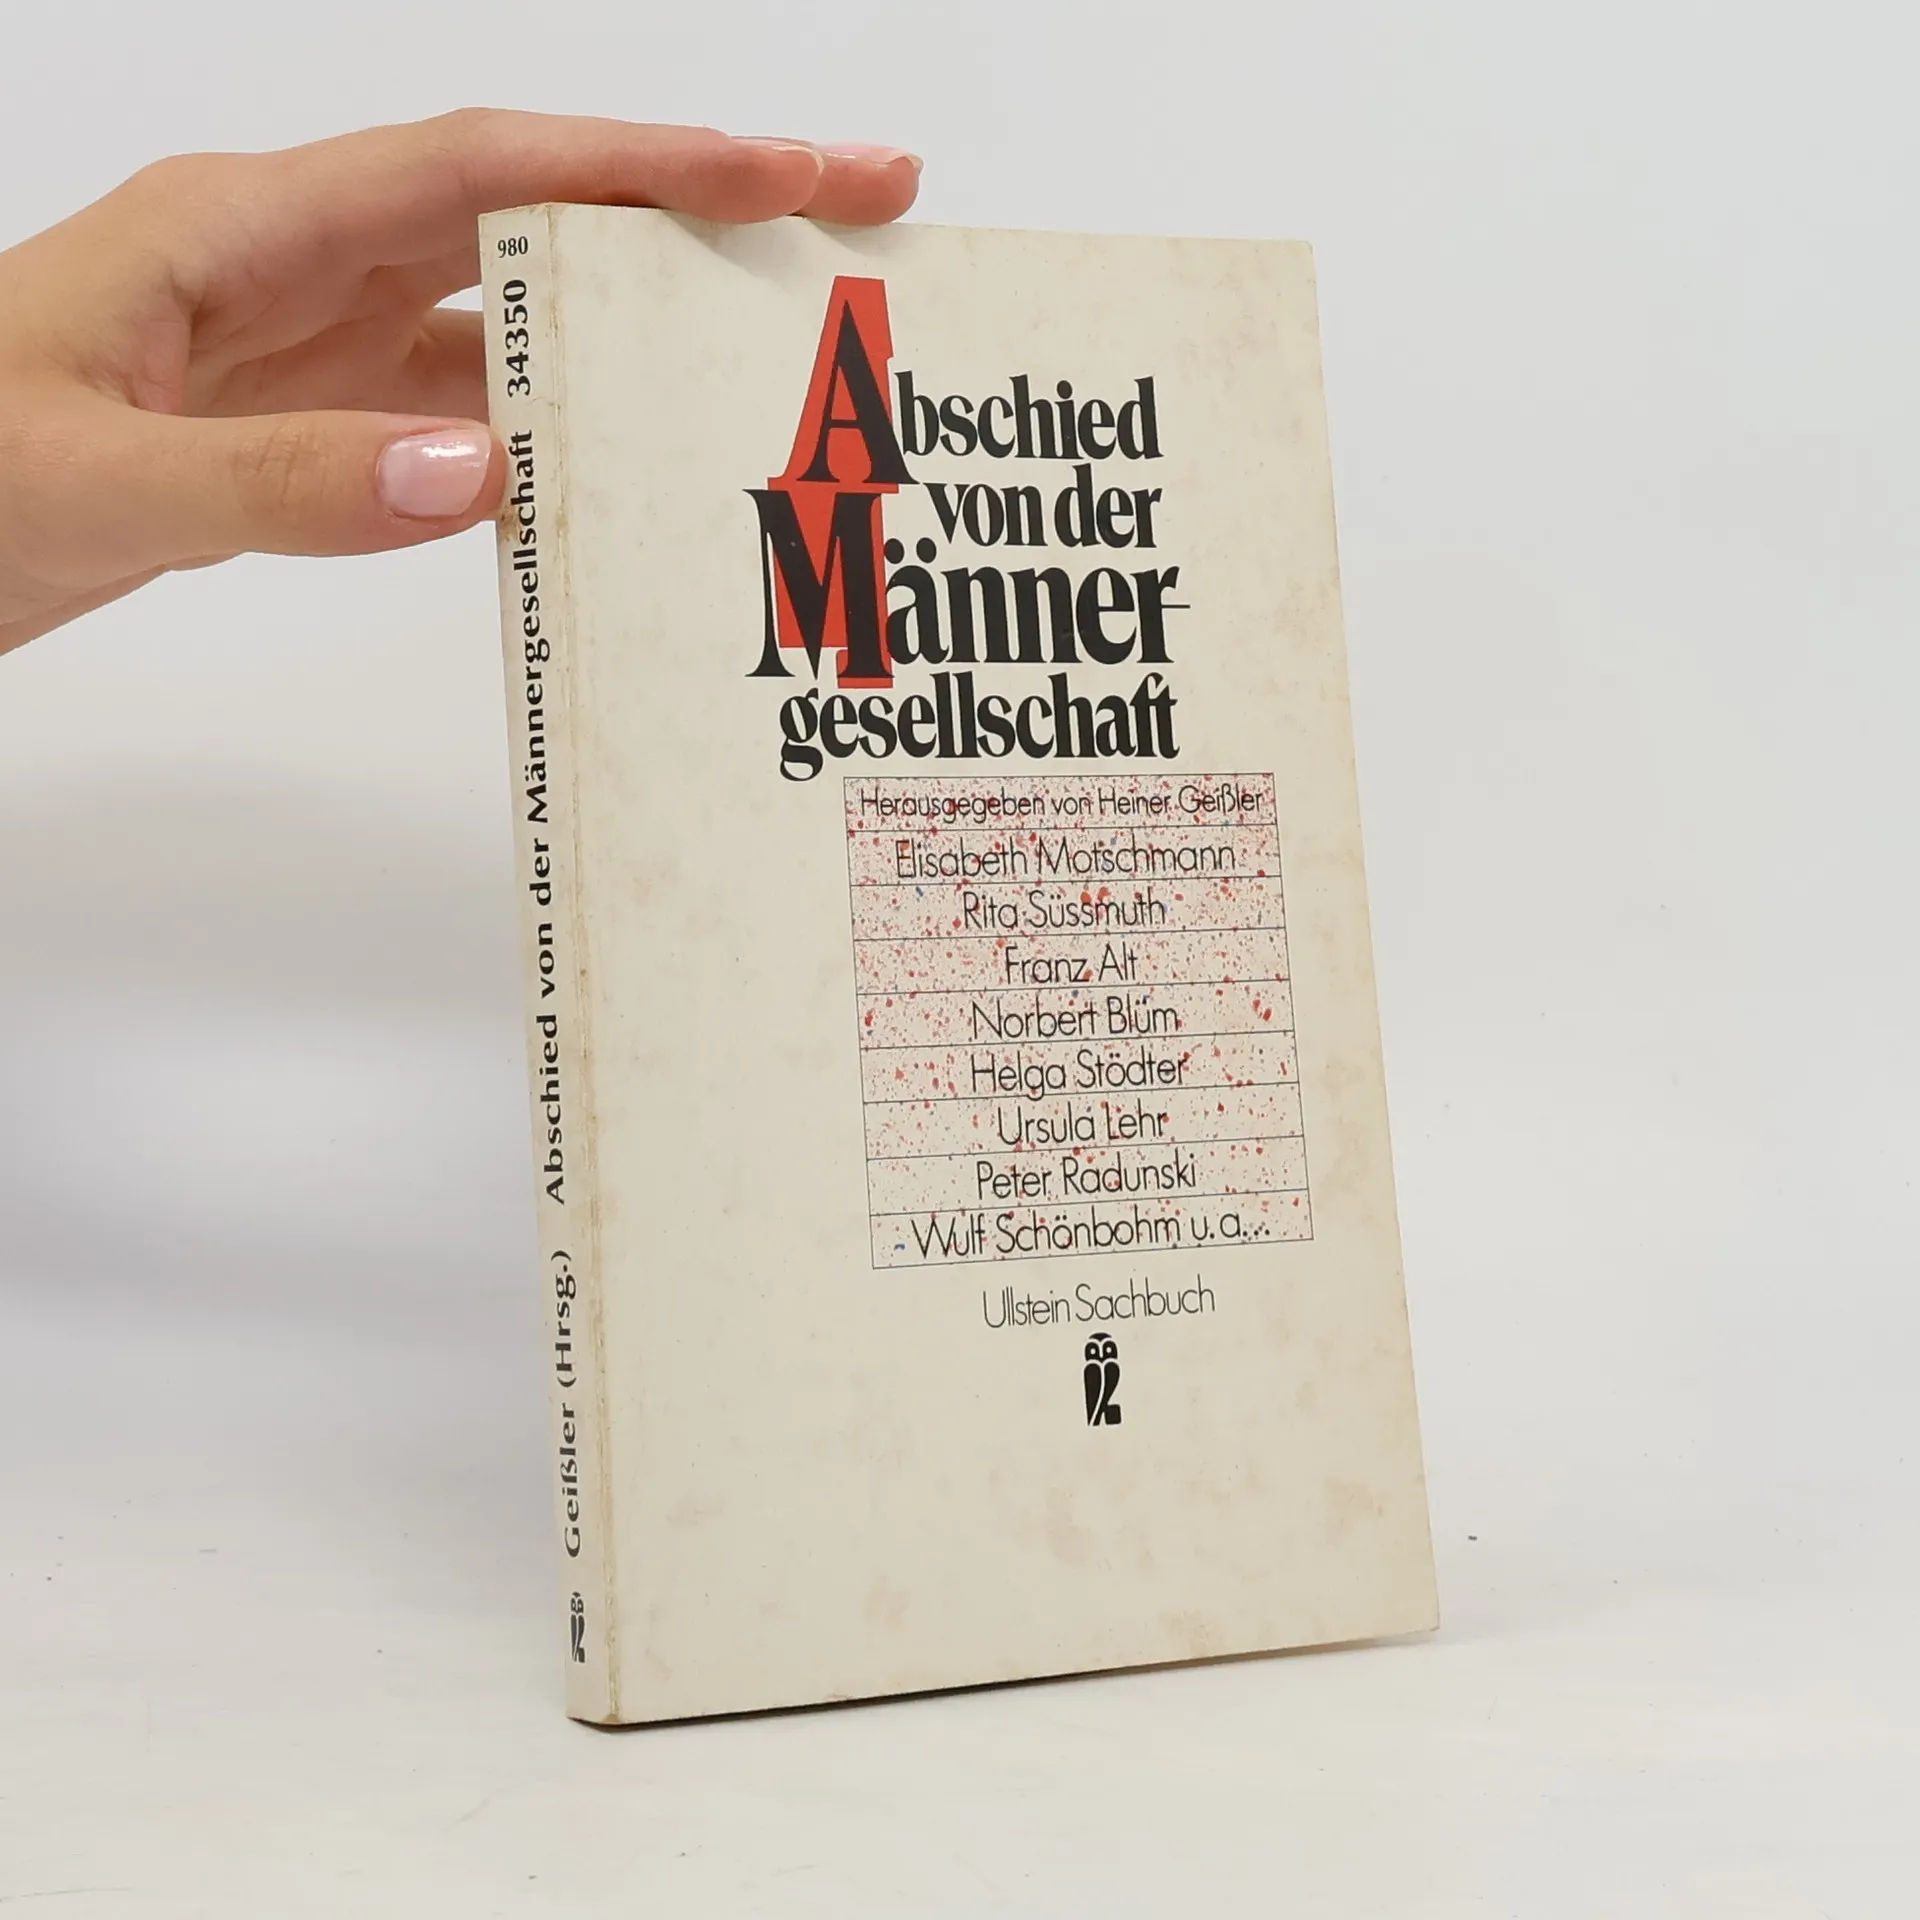 980
34350
Abschied von der Männergesellschaft
Geißler (Hrsg.)
Abschied
von der
Männer-
gesellschaft
Herausgegeben von Heiner Geißler
Elisabeth Motschmann
Rita Süssmuth
Franz Alt
Norbert Blüm
Helga Stödter
Ursula Lehr
Peter Radunski
Wulf Schönbohm u. a...
Ullstein Sachbuch